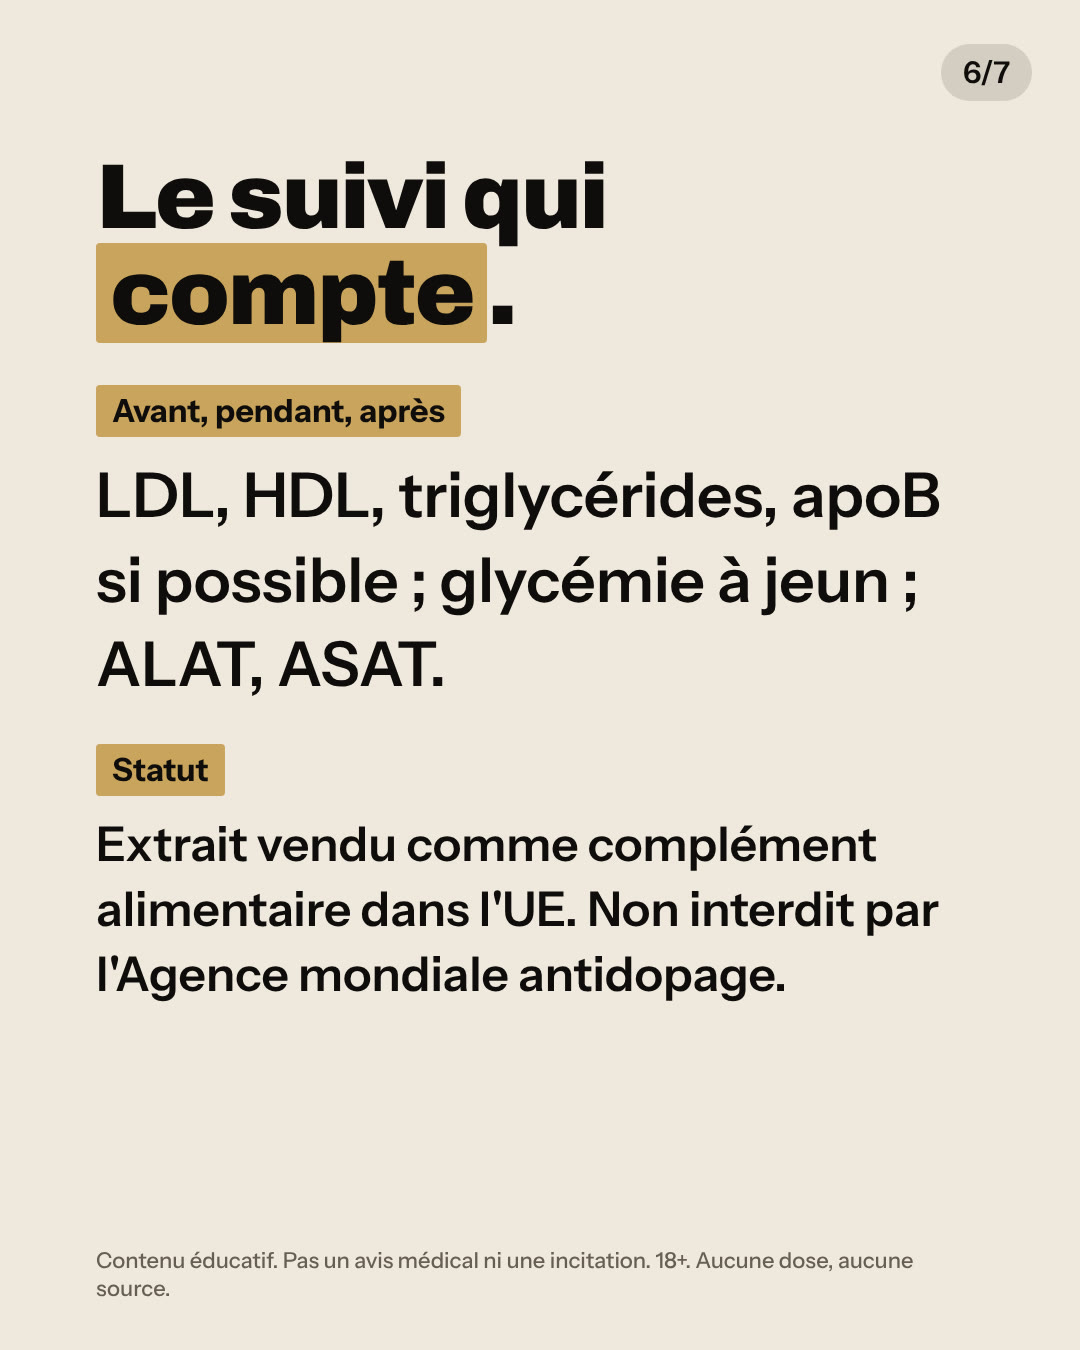 6/7
Le suivi qui
compte.
Avant, pendant, après
LDL, HDL, triglycérides, apoB
si possible ; glycémie à jeun ;
ALAT, ASAT.
Statut
Extrait vendu comme complément
alimentaire dans l'UE. Non interdit par
l'Agence mondiale antidopage.
Contenu éducatif. Pas un avis médical ni une incitation. 18+. Aucune dose, aucune
source.